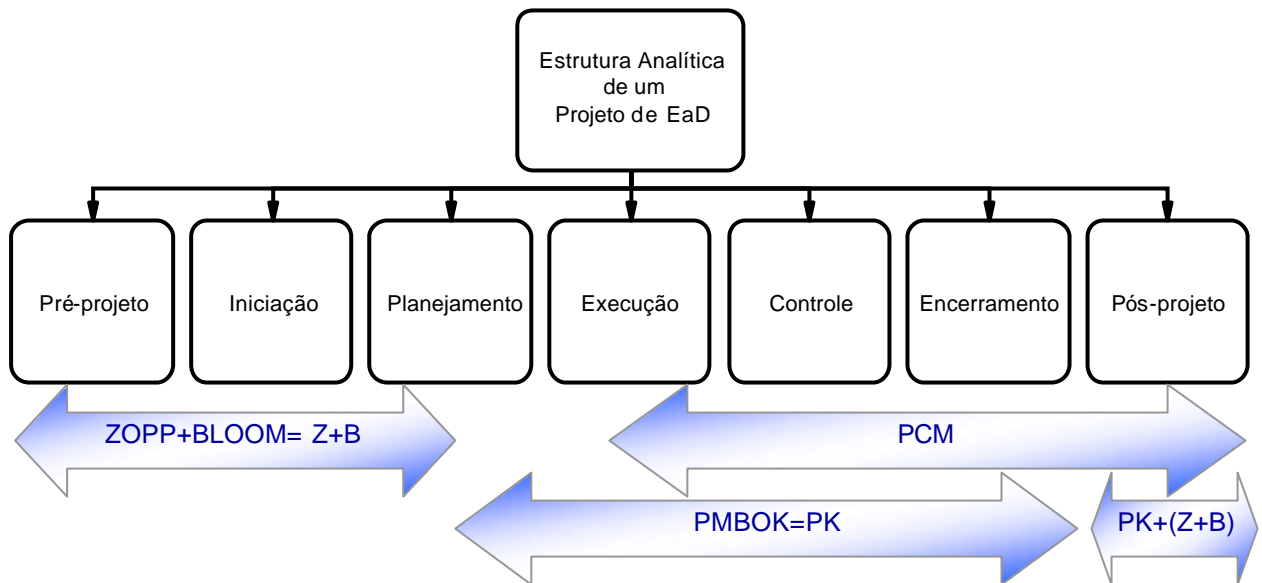 Estrutura Analítica
de um
Projeto de EaD
Pré-projeto
Iniciação
Planejamento
Execução
Controle
Encerramento
Pós-projeto
ZOPP+BLOOM= Z+B
PCM
PMBOK=PK
PK+(Z+B)